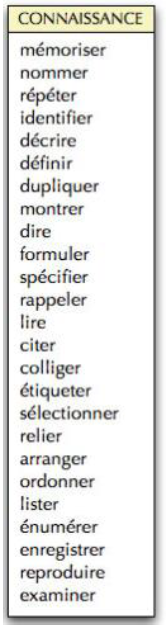 CONNAISSANCE
mémoriser
nommer
répéter
identifier
décrire
définir
dupliquer
montrer
dire
formuler
spécifier
rappeler
lire
citer
colliger
étiqueter
sélectionner
relier
arranger
ordonner
lister
énumérer
enregistrer
reproduire
examiner